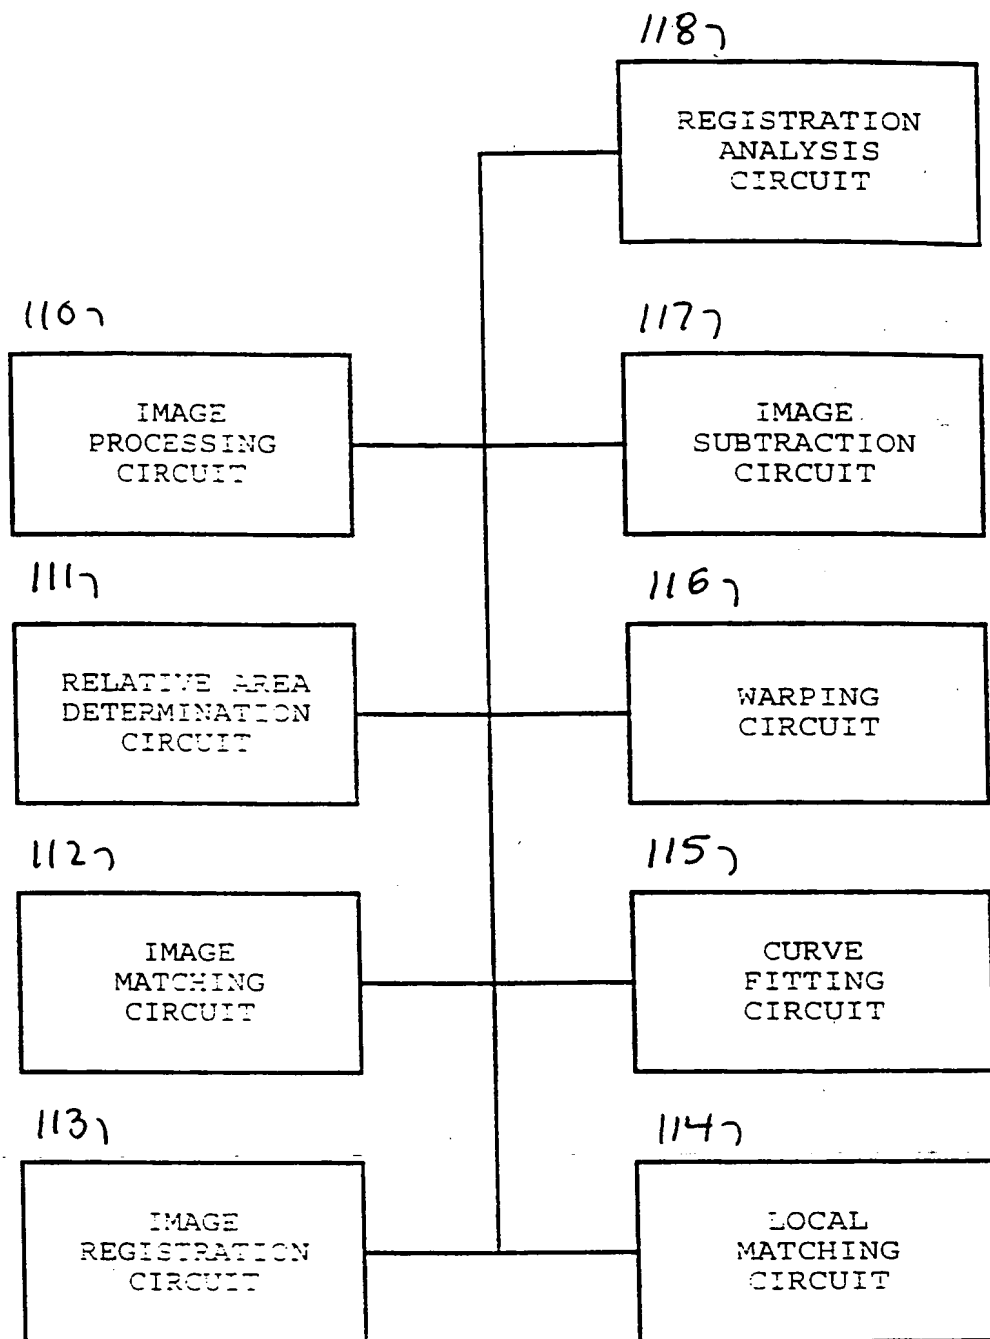 118
REGISTRATION
ANALYSIS
CIRCUIT
110
IMAGE
PROCESSING
CIRCUIT
117
IMAGE
SUBTRACTION
CIRCUIT
111
RELATIVE AREA
DETERMINATION
CIRCUIT
116
WARPING
CIRCUIT
112
IMAGE
MATCHING
CIRCUIT
115
CURVE
FITTING
CIRCUIT
113
IMAGE
REGISTRATION
CIRCUIT
114
LOCAL
MATCHING
CIRCUIT